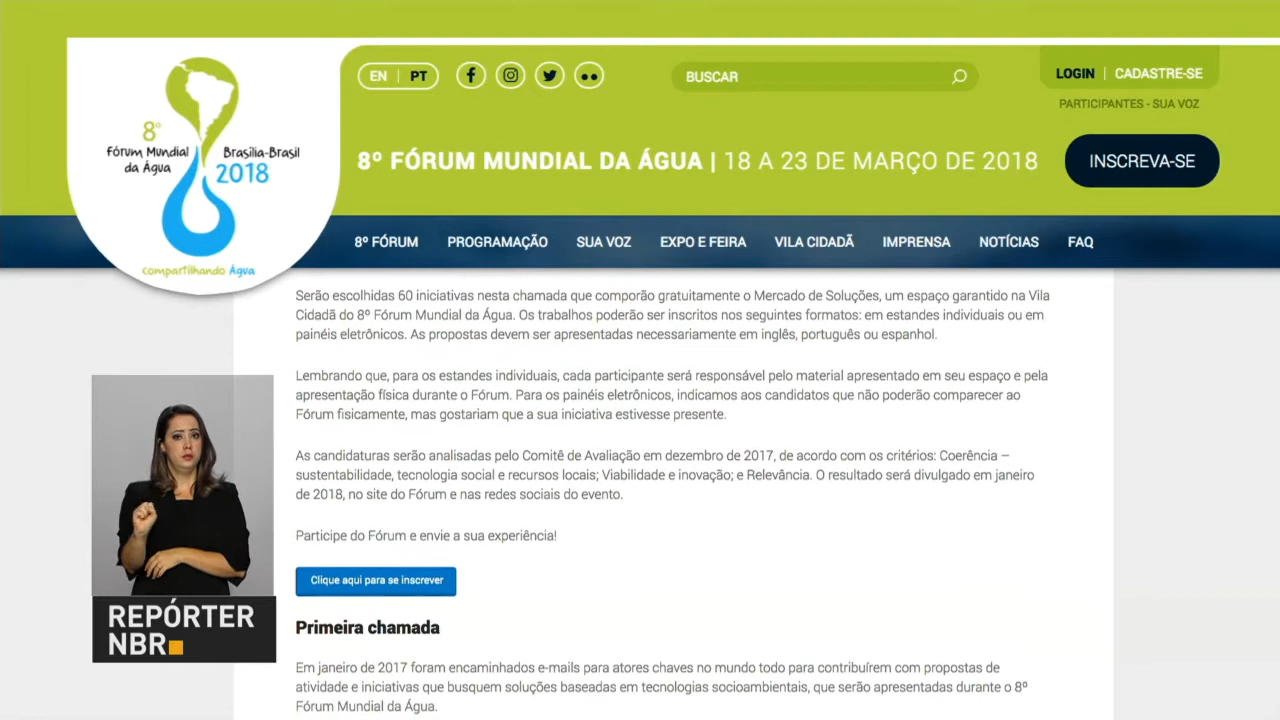 8º
Fórum Mundial
da Água
Brasília-Brasil
2018
compartilhando Água
EN | PT
BUSCAR
LOGIN | CADASTRE-SE
PARTICIPANTES - SUA VOZ
8º FÓRUM MUNDIAL DA ÁGUA | 18 A 23 DE MARÇO DE 2018
INSCREVA-SE
8º FÓRUM PROGRAMAÇÃO SUA VOZ EXPO E FEIRA VILA CIDADÃ IMPRENSA NOTÍCIAS FAQ
Serão escolhidas 60 iniciativas nesta chamada que comporão gratuitamente o Mercado de Soluções, um espaço garantido na Vila
Cidadã do 8º Fórum Mundial da Água. Os trabalhos poderão ser inscritos nos seguintes formatos: em estandes individuais ou em
painéis eletrônicos. As propostas devem ser apresentadas necessariamente em inglês, português ou espanhol.
Lembrando que, para os estandes individuais, cada participante será responsável pelo material apresentado em seu espaço e pela
apresentação física durante o Fórum. Para os painéis eletrônicos, indicamos aos candidatos que não poderão comparecer ao
Fórum fisicamente, mas gostariam que a sua iniciativa estivesse presente.
As candidaturas serão analisadas pelo Comitê de Avaliação em dezembro de 2017, de acordo com os critérios: Coerência –
sustentabilidade, tecnologia social e recursos locais; Viabilidade e inovação; e Relevância. O resultado será divulgado em janeiro
de 2018, no site do Fórum e nas redes sociais do evento.
Participe do Fórum e envie a sua experiência!
Clique aqui para se inscrever
Primeira chamada
Em janeiro de 2017 foram encaminhados e-mails para atores chaves no mundo todo para contribuírem com propostas de
atividade e iniciativas que busquem soluções baseadas em tecnologias socioambientais, que serão apresentadas durante o 8º
Fórum Mundial da Água.
REPÓRTER
NBR